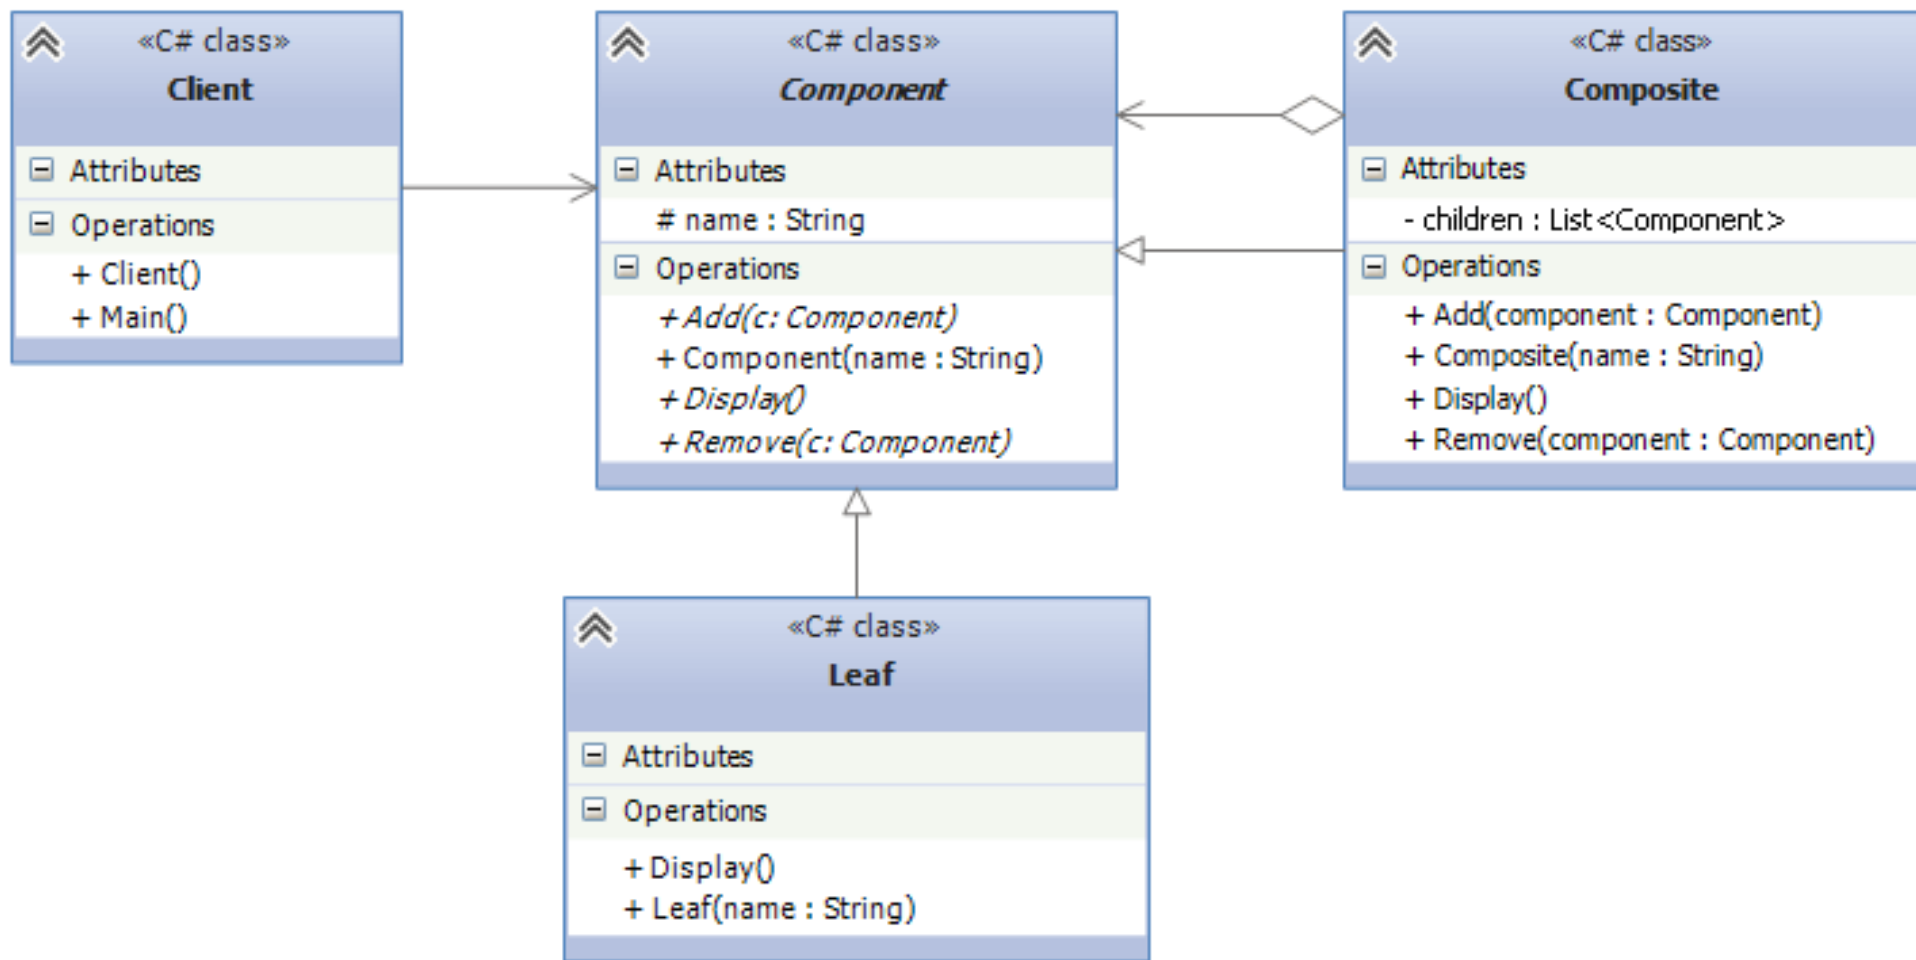 «C# class»
Client
Attributes
Operations
+ Client()
+ Main()
«C# class»
Component
Attributes
# name : String
Operations
+ Add(c: Component)
+ Component(name : String)
+ Display()
+ Remove(c: Component)
«C# class»
Composite
Attributes
- children : List<Component>
Operations
+ Add(component : Component)
+ Composite(name : String)
+ Display()
+ Remove(component : Component)
«C# class»
Leaf
Attributes
Operations
+ Display()
+ Leaf(name : String)